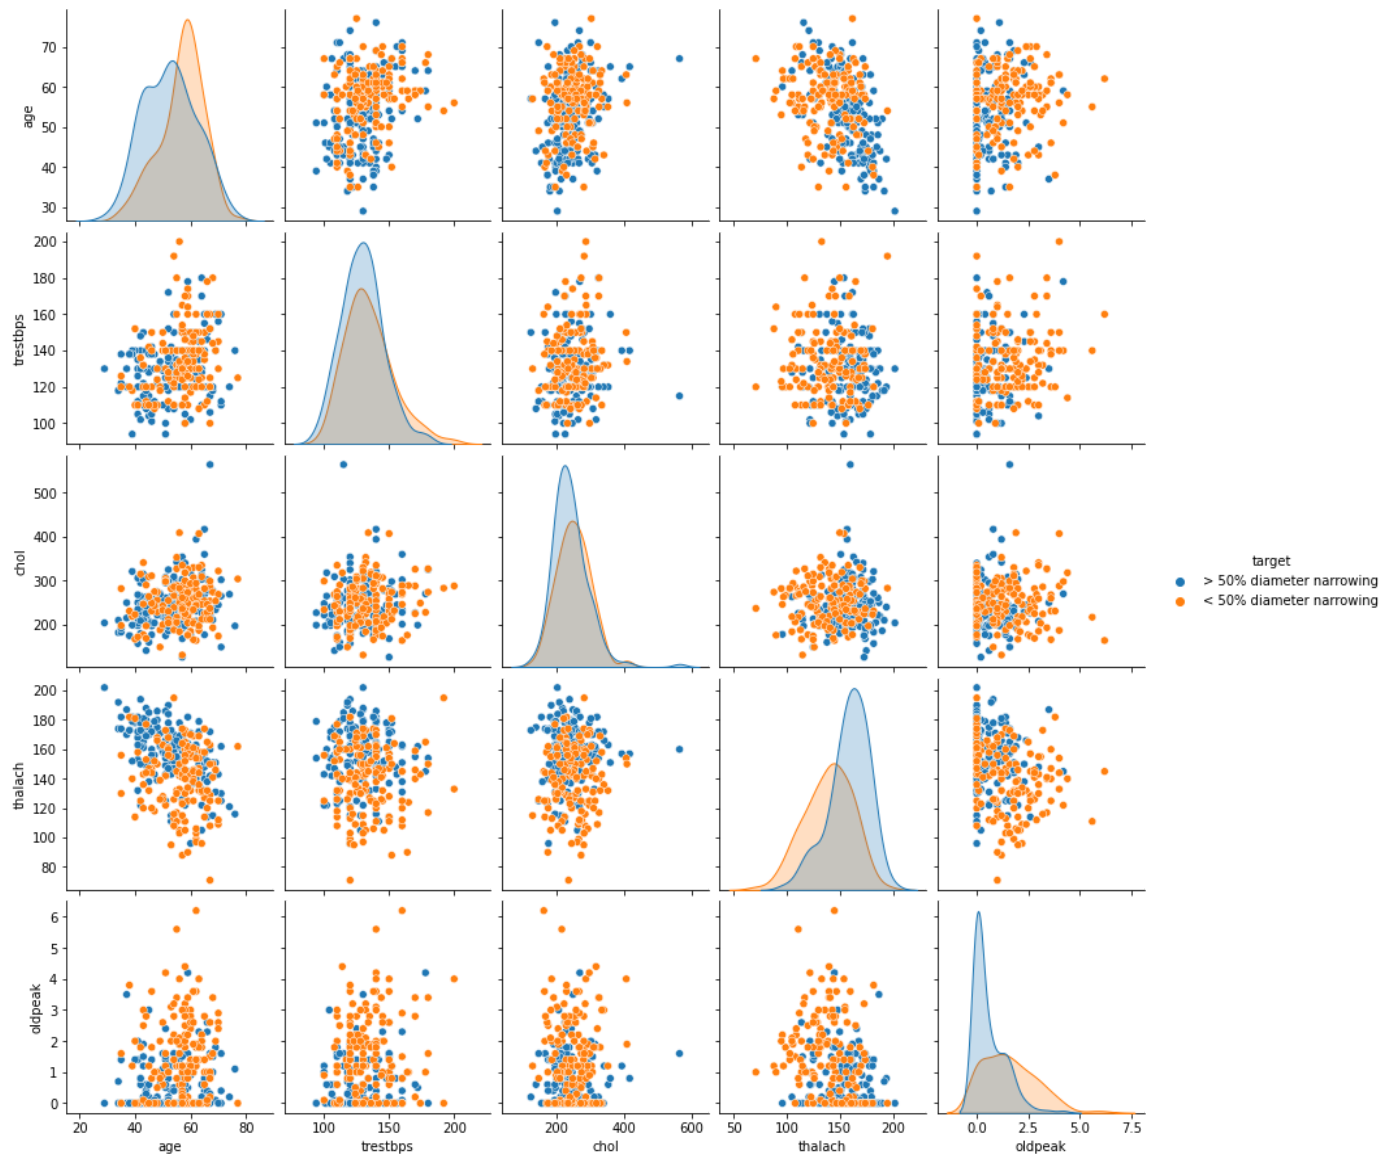 age
70
60
50
40
30
trestbps
200
180
160
140
120
100
chol
500
400
300
200
target
> 50% diameter narrowing
< 50% diameter narrowing
thalach
200
180
160
140
120
100
80
oldpeak
6
5
4
3
2
1
0
20 40 60 80
100 150 200
200 400 600
50 100 150 200
0.0 2.5 5.0 7.5
age trestbps chol thalach oldpeak